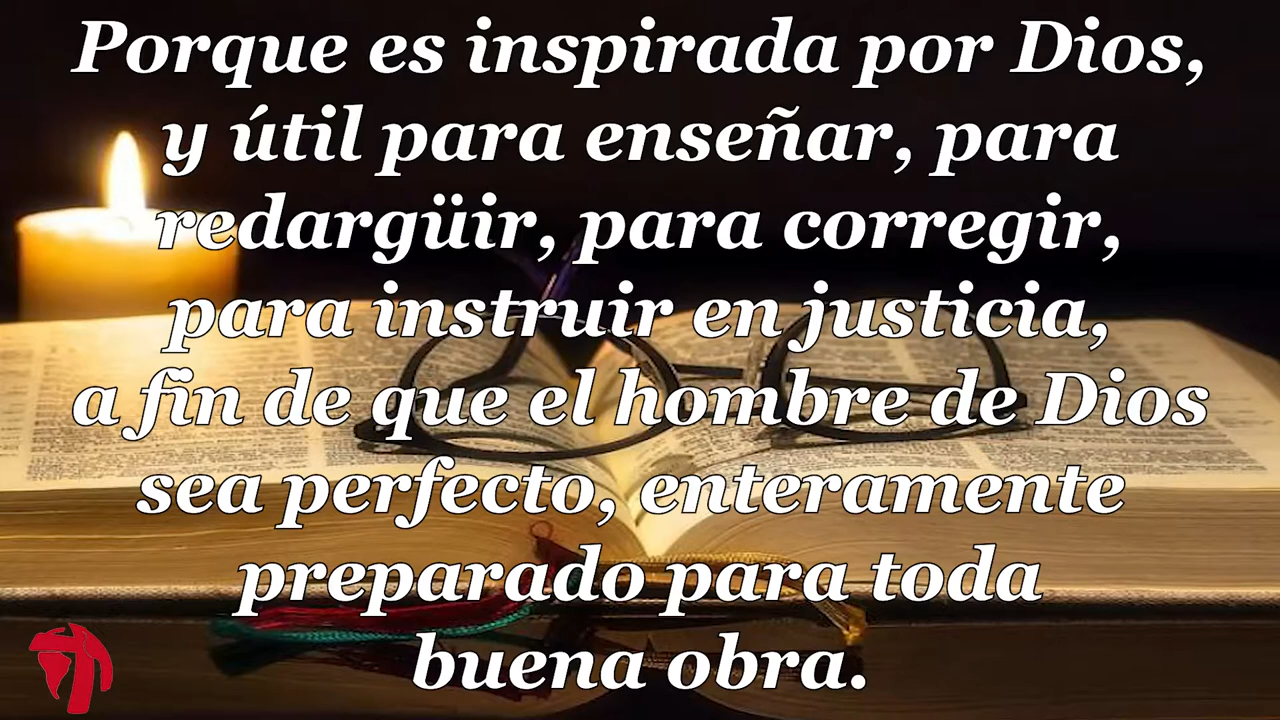 Porque es inspirada por Dios,
y útil para enseñar, para
redargüir, para corregir,
para instruir en justicia,
a fin de que el hombre de Dios
sea perfecto, enteramente
preparado para toda
buena obra.